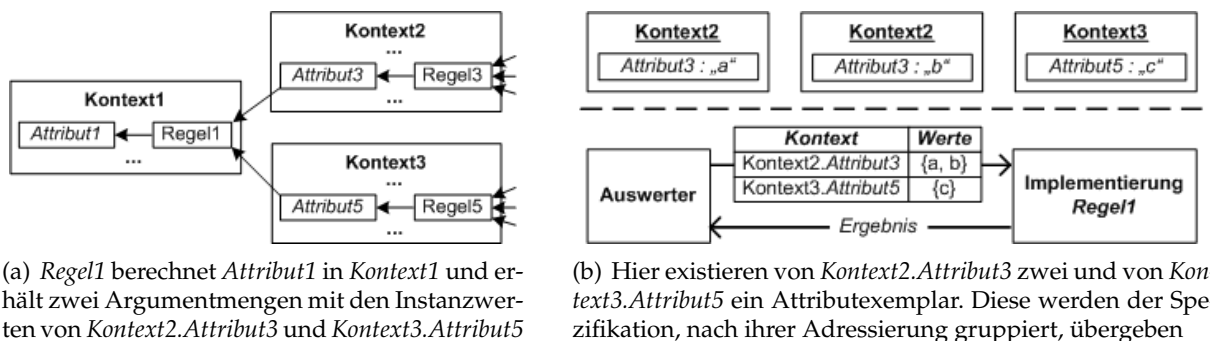 Kontext2
...
Attribut3
Regel3
...
Kontext1
Attribut1
Regel1
...
Kontext3
...
Attribut5
Regel5
...
(a) Regel1 berechnet Attribut1 in Kontext1 und er-
hält zwei Argumentmengen mit den Instanzwer-
ten von Kontext2.Attribut3 und Kontext3.Attribut5
Kontext2
Attribut3 : „a“
Kontext2
Attribut3 : „b“
Kontext3
Attribut5 : „c“
Auswerter
Kontext Werte
Kontext2.Attribut3 {a, b}
Kontext3.Attribut5 {c}
Ergebnis
Implementierung
Regel1
(b) Hier existieren von Kontext2.Attribut3 zwei und von Kon
text3.Attribut5 ein Attributexemplar. Diese werden der Spe
zifikation, nach ihrer Adressierung gruppiert, übergeben